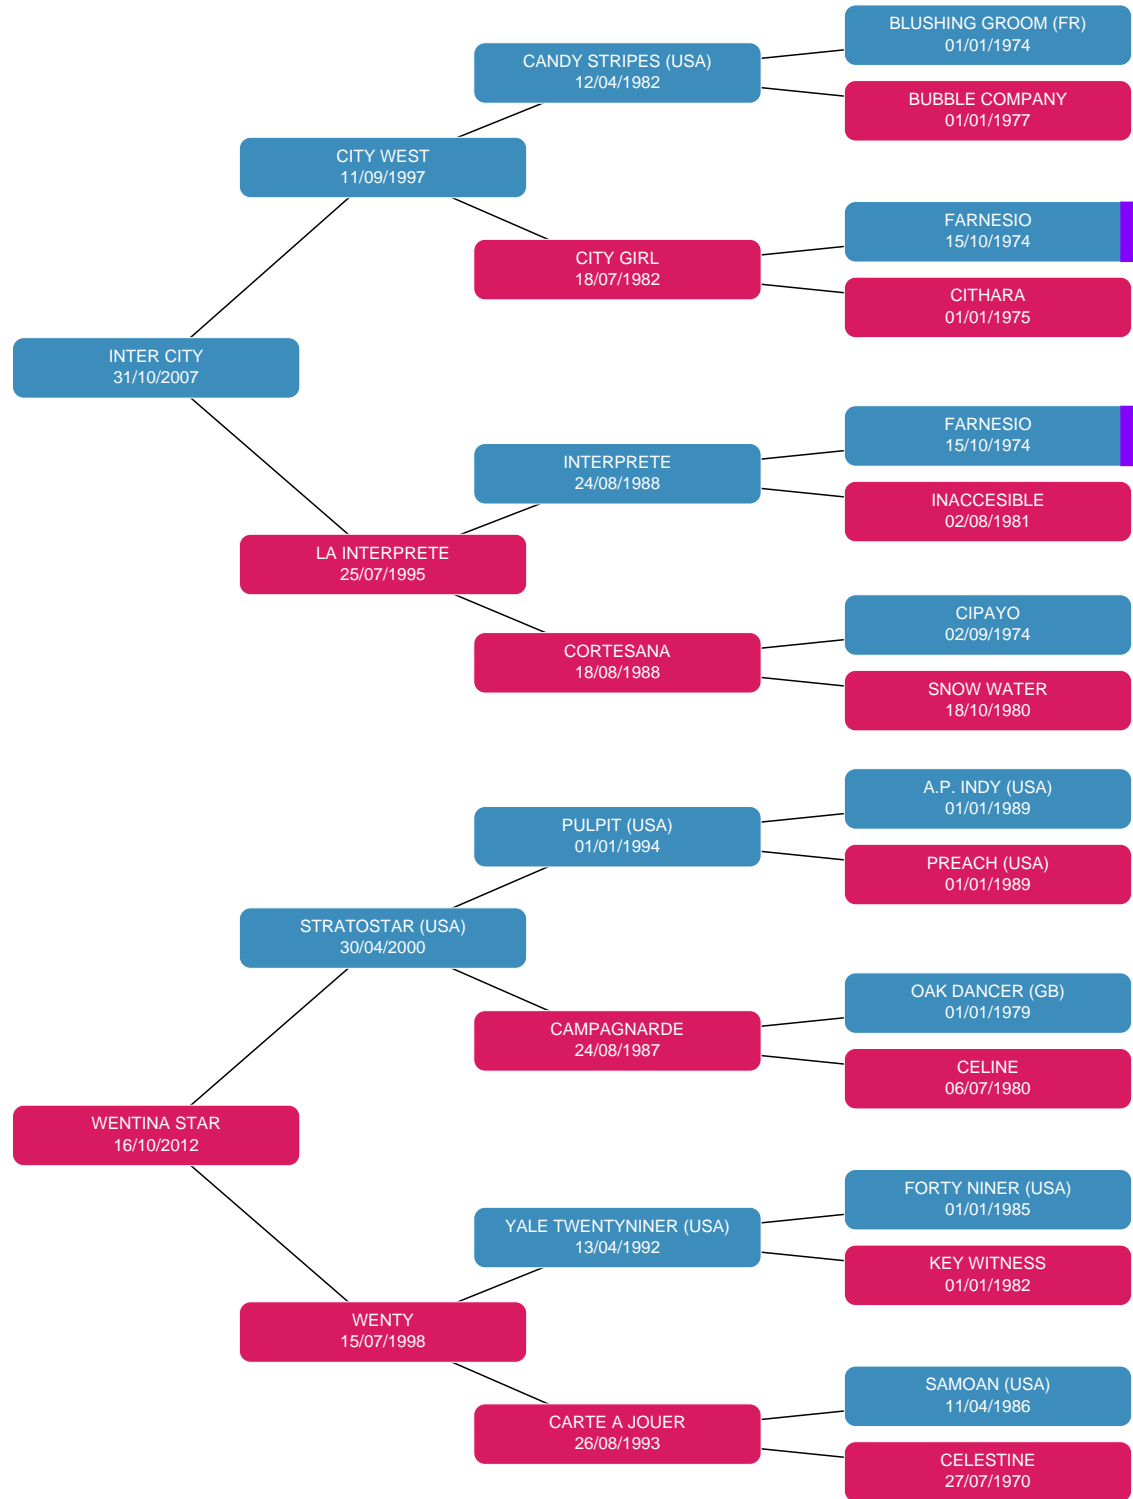 BLUSHING GROOM (FR)
01/01/1974
CANDY STRIPES (USA)
12/04/1982
BUBBLE COMPANY
01/01/1977
CITY WEST
11/09/1997
FARNESIO
15/10/1974
CITY GIRL
18/07/1982
CITHARA
01/01/1975
INTER CITY
31/10/2007
FARNESIO
15/10/1974
INTERPRETE
24/08/1988
INACCESIBLE
02/08/1981
LA INTERPRETE
25/07/1995
CIPAYO
02/09/1974
CORTESANA
18/08/1988
SNOW WATER
18/10/1980
A.P. INDY (USA)
01/01/1989
PULPIT (USA)
01/01/1994
PREACH (USA)
01/01/1989
STRATOSTAR (USA)
30/04/2000
OAK DANCER (GB)
01/01/1979
CAMPAGNARDE
24/08/1987
CELINE
06/07/1980
WENTINA STAR
16/10/2012
FORTY NINER (USA)
01/01/1985
YALE TWENTYNINER (USA)
13/04/1992
KEY WITNESS
01/01/1982
WENTY
15/07/1998
SAMOAN (USA)
11/04/1986
CARTE A JOUER
26/08/1993
CELESTINE
27/07/1970